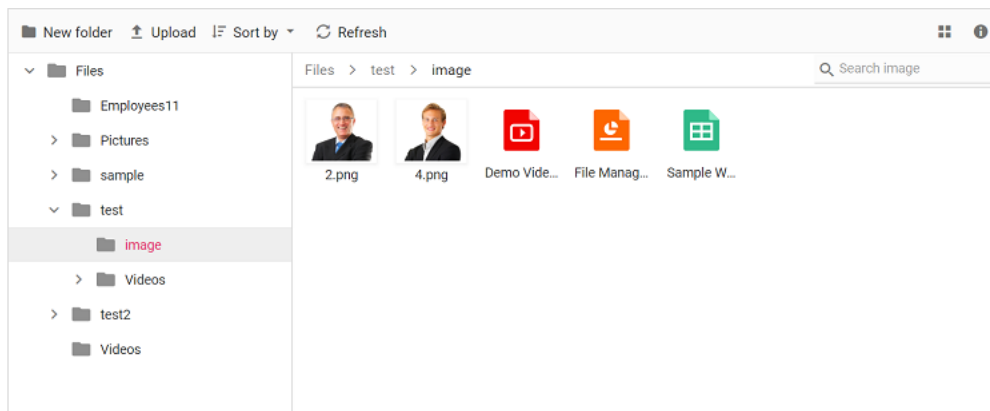 New folder Upload Sort by Refresh
Files
Employees11
Pictures
sample
test
image
Videos
test2
Videos
Files > test > image
Search image
2.png 4.png Demo Vide... File Manag... Sample W...